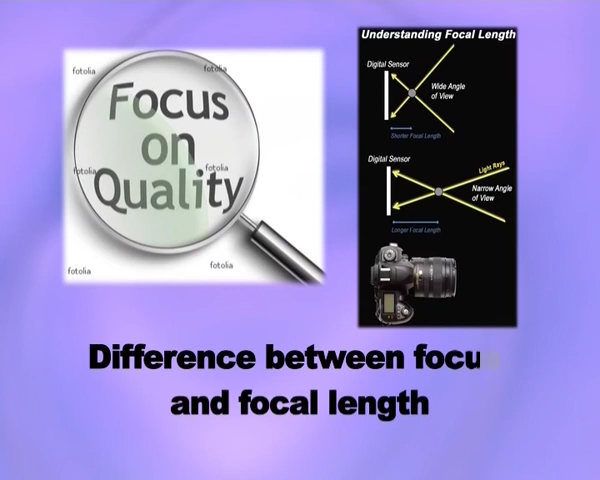 fotolia
fotolia
Focus
on
fotolia
fotolia
Quality
fotolia
fotolia
Understanding Focal Length
Digital Sensor
Wide Angle
of View
Shorter Focal Length
Digital Sensor
Light Rays
Narrow Angle
of View
Longer Focal Length
Difference between focus
and focal length